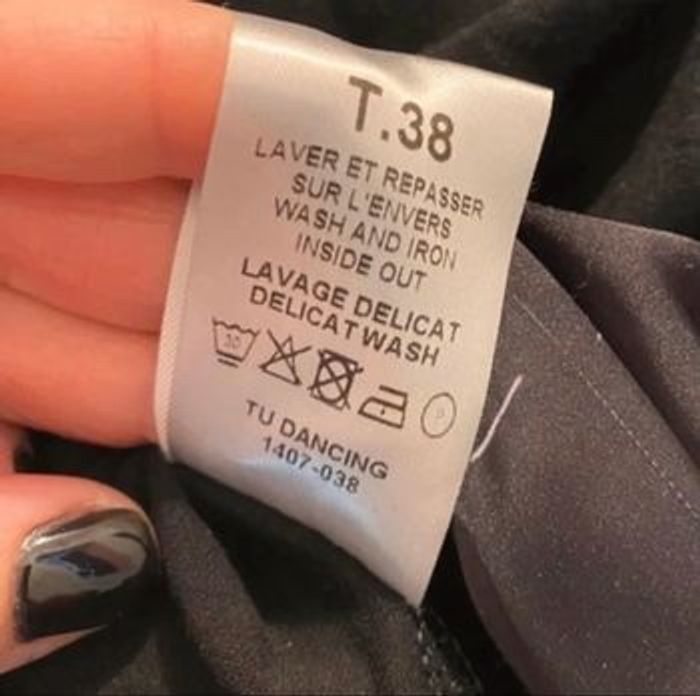 T.38
LAVER ET REPASSER
SUR L'ENVERS
WASH AND IRON
INSIDE OUT
LAVAGE DELICAT
DELICAT WASH
30
P
TU DANCING
1407-038